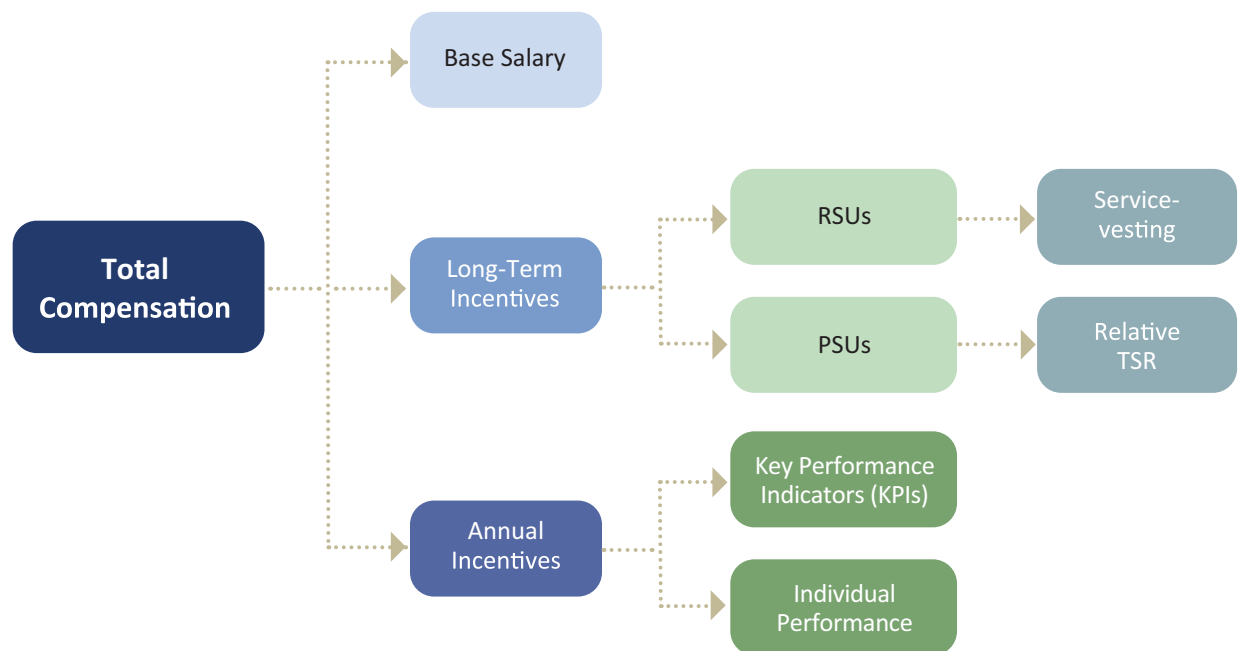 Base Salary
Total
Compensation
Long-Term
Incentives
RSUs
Service-
vesting
PSUs
Relative
TSR
Annual
Incentives
Key Performance
Indicators (KPIs)
Individual
Performance